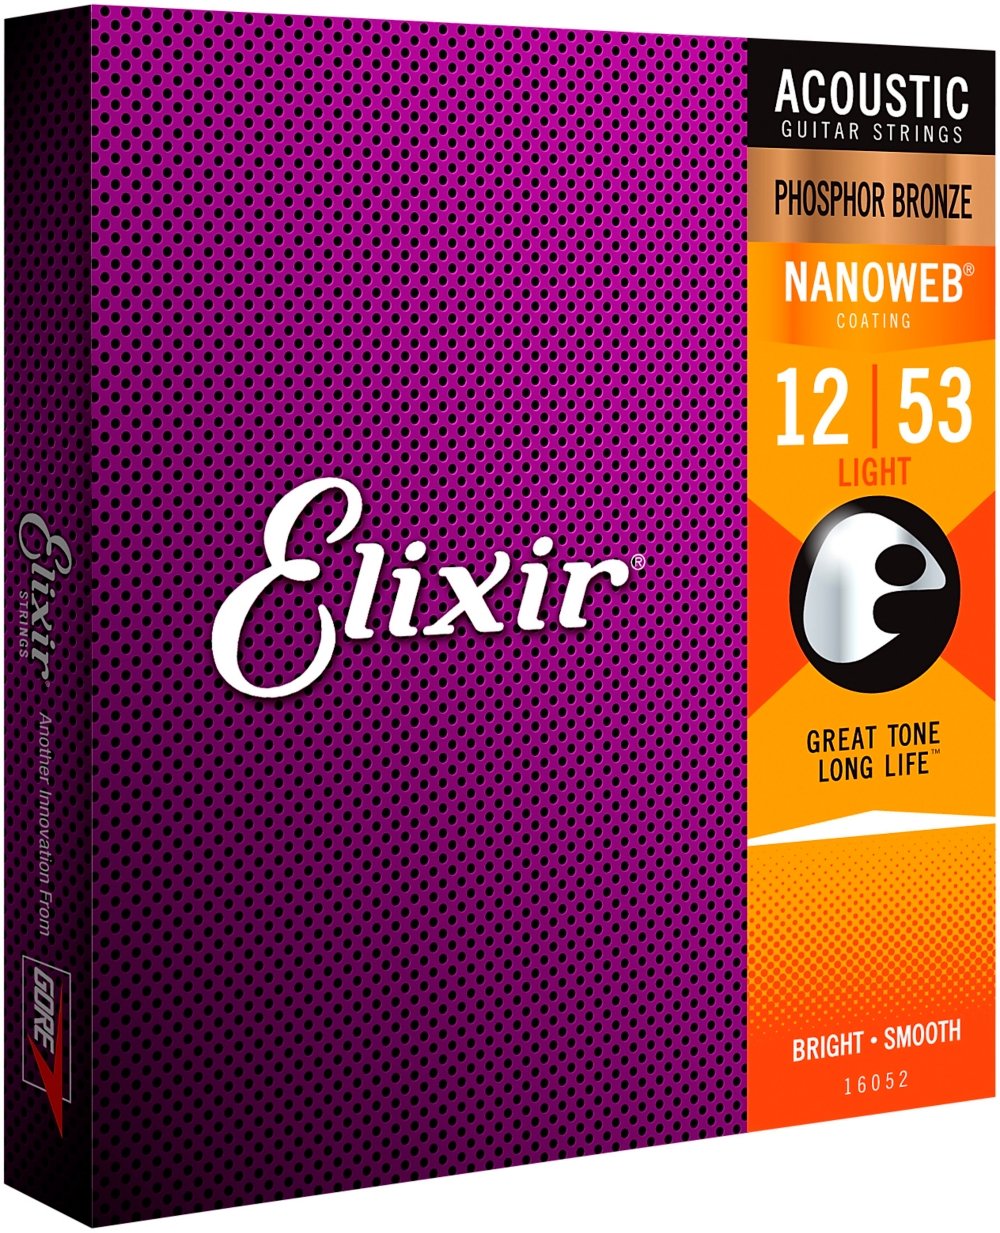 Elixir®
STRINGS
Another Innovation From
GORE
Elixir®
ACOUSTIC
GUITAR STRINGS
PHOSPHOR BRONZE
NANOWEB®
COATING
12 | 53
LIGHT
GREAT TONE
LONG LIFE™
BRIGHT • SMOOTH
16052